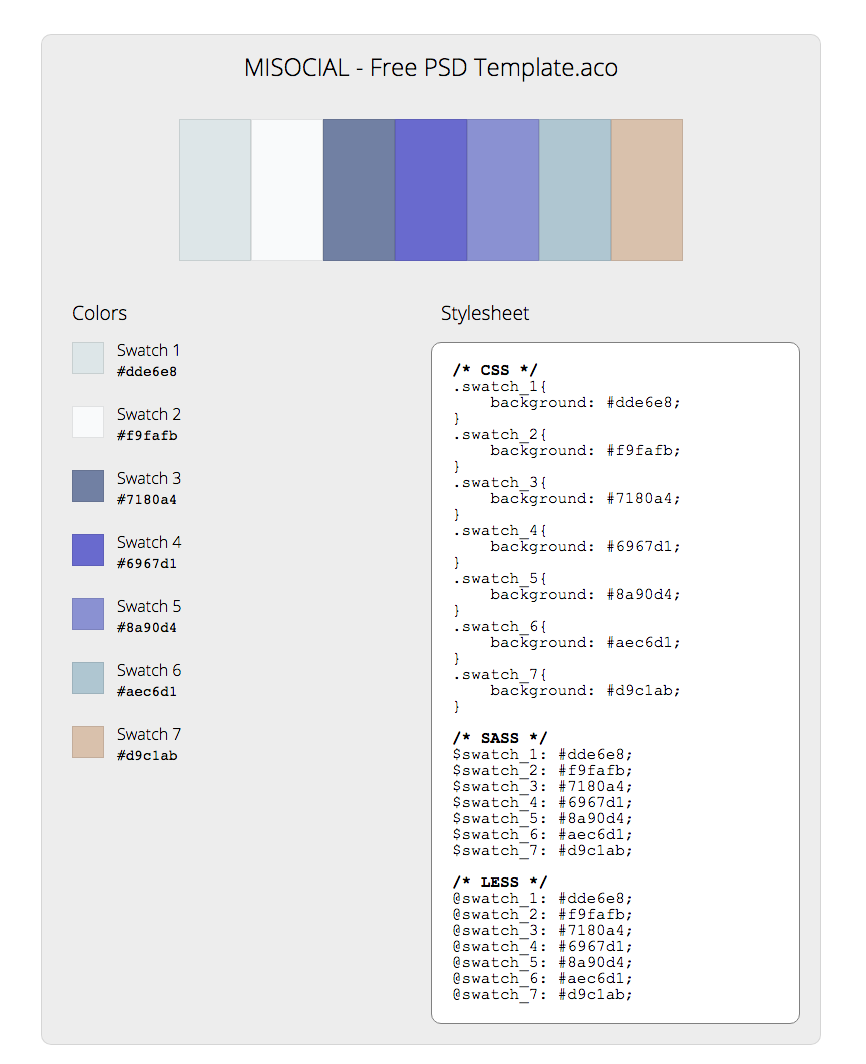 MISOCIAL - Free PSD Template.aco
Colors
Swatch 1
#dde6e8
Swatch 2
#f9fafb
Swatch 3
#7180a4
Swatch 4
#6967d1
Swatch 5
#8a90d4
Swatch 6
#aec6d1
Swatch 7
#d9c1ab
Stylesheet
/* CSS */
.swatch_1{
    background: #dde6e8;
}
.swatch_2{
    background: #f9fafb;
}
.swatch_3{
    background: #7180a4;
}
.swatch_4{
    background: #6967d1;
}
.swatch_5{
    background: #8a90d4;
}
.swatch_6{
    background: #aec6d1;
}
.swatch_7{
    background: #d9c1ab;
}
/* SASS */
$swatch_1: #dde6e8;
$swatch_2: #f9fafb;
$swatch_3: #7180a4;
$swatch_4: #6967d1;
$swatch_5: #8a90d4;
$swatch_6: #aec6d1;
$swatch_7: #d9c1ab;
/* LESS */
@swatch_1: #dde6e8;
@swatch_2: #f9fafb;
@swatch_3: #7180a4;
@swatch_4: #6967d1;
@swatch_5: #8a90d4;
@swatch_6: #aec6d1;
@swatch_7: #d9c1ab;